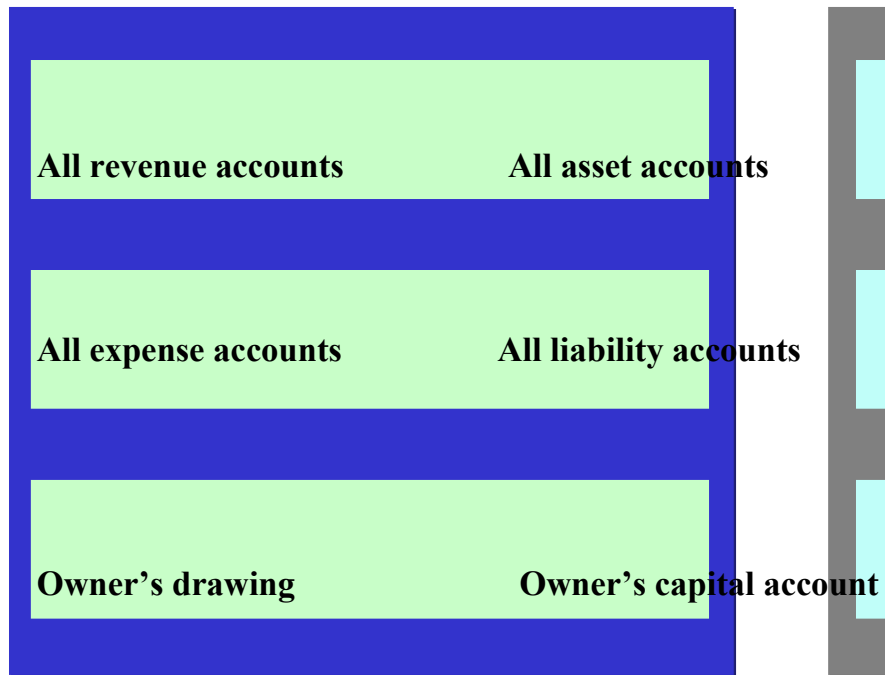 All revenue accounts All asset accounts
All expense accounts All liability accounts
Owner’s drawing Owner’s capital account